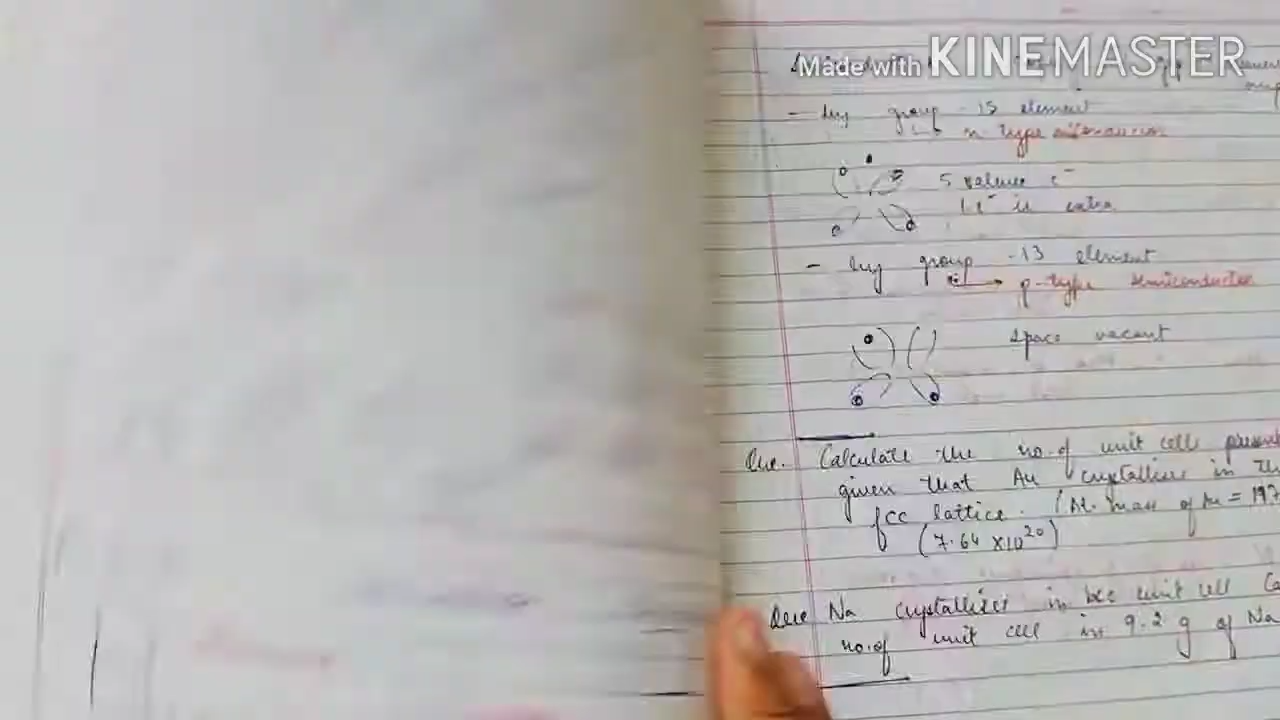 Made with KINEMASTER
- by group - 15 element
n-type
5 valence e⁻
1 e⁻ is extra
- by group - 13 element
p-type semiconductor
space vacant
Que. Calculate the no. of unit cell present
given that Au crystallise in the
fcc lattice. (At. mass of Au = 197
(7.64 × 10²⁰)
Que Na crystallises in bcc unit cell
no. of unit cell in 9.2 g of Na